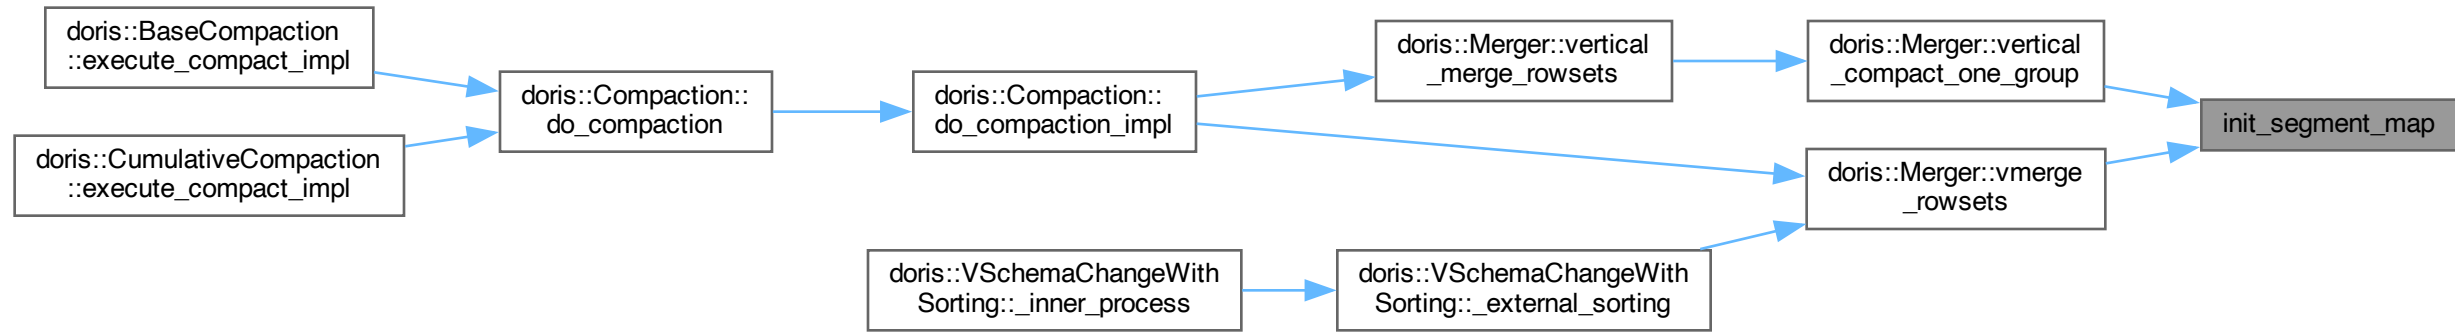 doris::BaseCompaction
::execute_compact_impl
doris::CumulativeCompaction
::execute_compact_impl
doris::Compaction::
do_compaction
doris::Compaction::
do_compaction_impl
doris::Merger::vertical
_merge_rowsets
doris::Merger::vertical
_compact_one_group
init_segment_map
doris::Merger::vmerge
_rowsets
doris::VSchemaChangeWith
Sorting::_inner_process
doris::VSchemaChangeWith
Sorting::_external_sorting